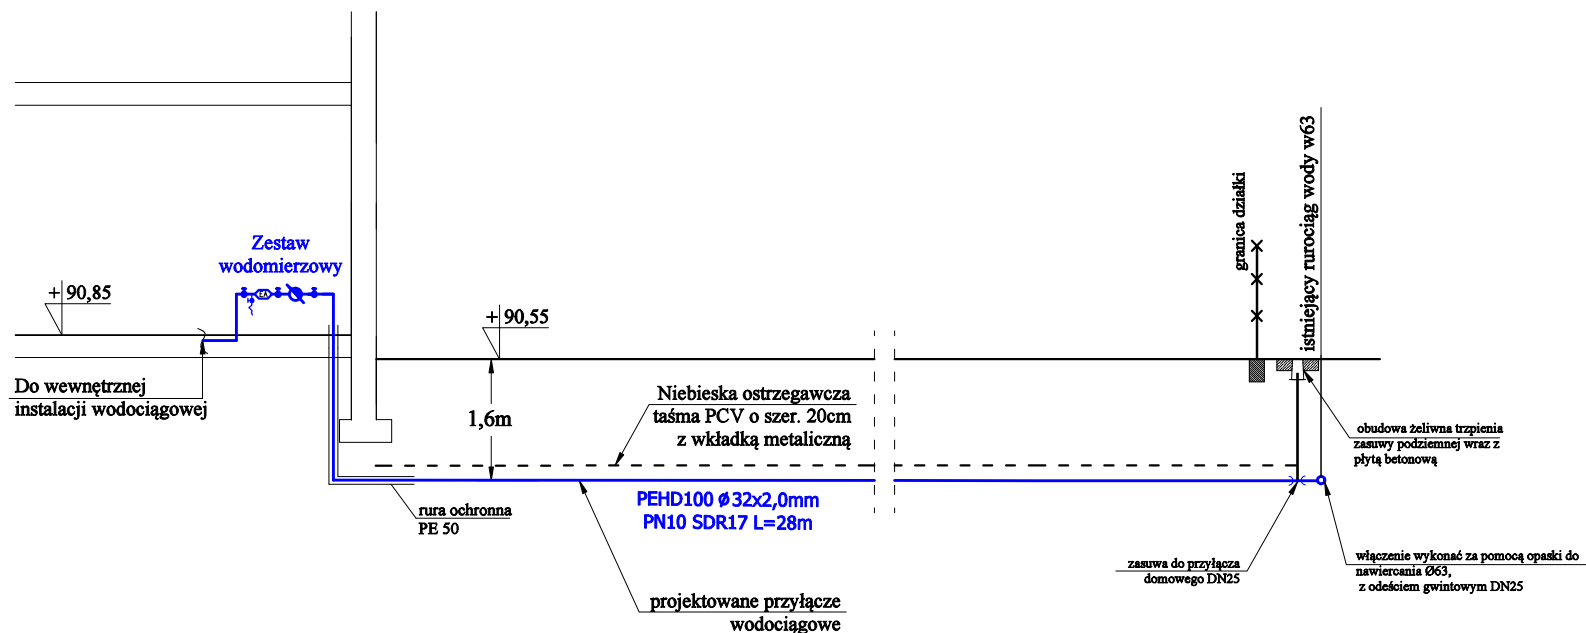 istniejący rurociąg wody w63
granica działki
Zestaw
wodomierzowy
+ 90,85
EA
+ 90,55
Do wewnętrznej
instalacji wodociągowej
1,6m
Niebieska ostrzegawcza
taśma PCV o szer. 20cm
z wkładką metaliczną
obudowa żeliwna trzpienia
zasuwy podziemnej wraz z
płytą betonową
PEHD100 ϕ32x2,0mm
PN10 SDR17 L=28m
rura ochronna
PE 50
zasuwa do przyłącza
domowego DN25
włączenie wykonać za pomocą opaski do
nawiercania Ø63,
z odeściem gwintowym DN25
projektowane przyłącze
wodociągowe